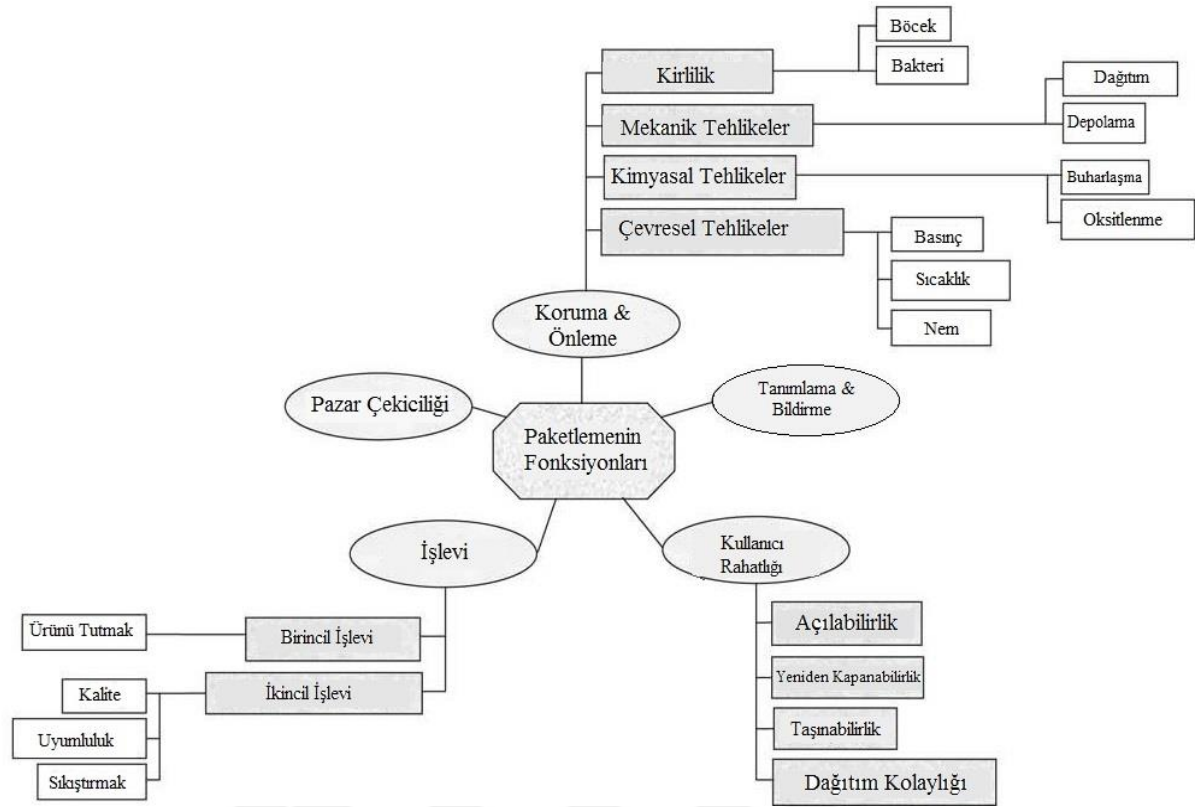 Böcek
Kirlilik
Bakteri
Dağıtım
Mekanik Tehlikeler
Depolama
Kimyasal Tehlikeler
Buharlaşma
Oksitlenme
Çevresel Tehlikeler
Basınç
Sıcaklık
Nem
Koruma &
Önleme
Pazar Çekiciliği
Tanımlama &
Bildirme
Paketlemenin
Fonksiyonları
İşlevi
Kullanıcı
Rahatlığı
Ürünü Tutmak
Birincil İşlevi
Kalite
İkincil İşlevi
Uyumluluk
Sıkıştırmak
Açılabilirlik
Yeniden Kapanabilirlik
Taşınabilirlik
Dağıtım Kolaylığı